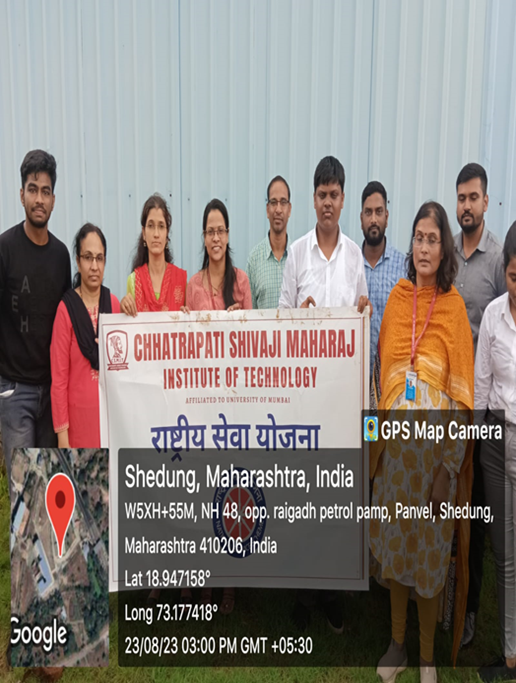 CHHATRAPATI SHIVAJI MAHARAJ
INSTITUTE OF TECHNOLOGY
AFFILIATED TO UNIVERSITY OF MUMBAI
राष्ट्रीय सेवा योजना
GPS Map Camera
Shedung, Maharashtra, India
W5XH+55M, NH 48, opp. raigadh petrol pamp, Panvel, Shedung,
Maharashtra 410206, India
Lat 18.947158°
Long 73.177418°
23/08/23 03:00 PM GMT +05:30
Google